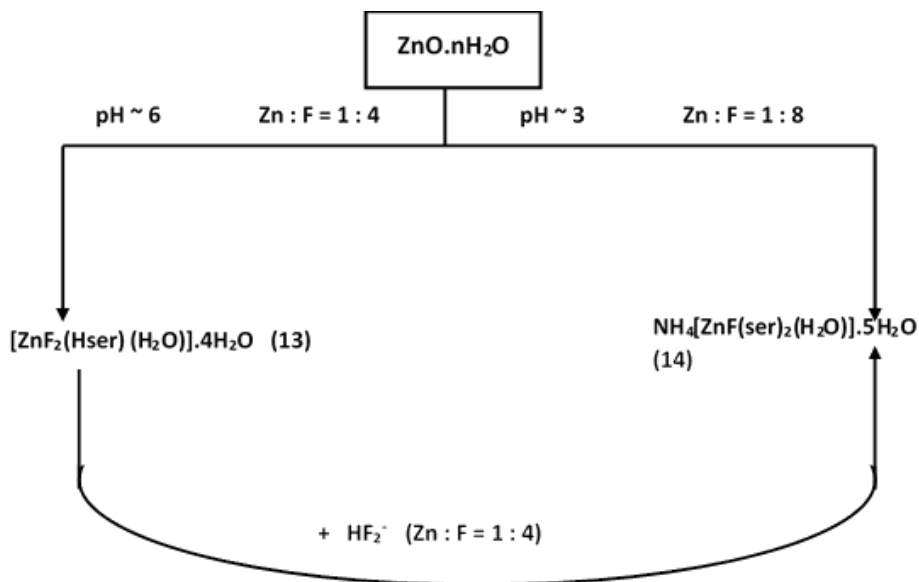 ZnO.nH₂O
pH ~ 6 Zn : F = 1 : 4 pH ~ 3 Zn : F = 1 : 8
[ZnF₂(Hser) (H₂O)].4H₂O (13)
NH₄[ZnF(ser)₂(H₂O)].5H₂O
(14)
+ HF₂⁻ (Zn : F = 1 : 4)